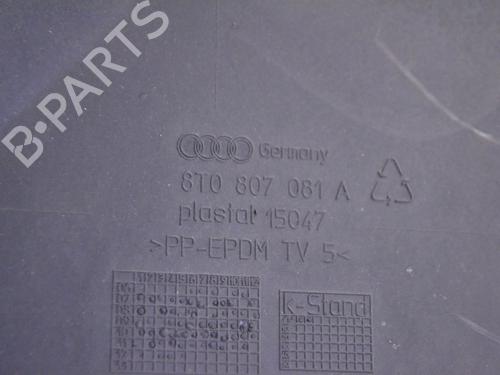 B-PARTS
Germany
8T0 807 081 A
plastal 15047
>PP-EPDM TV 5<
k-Stand